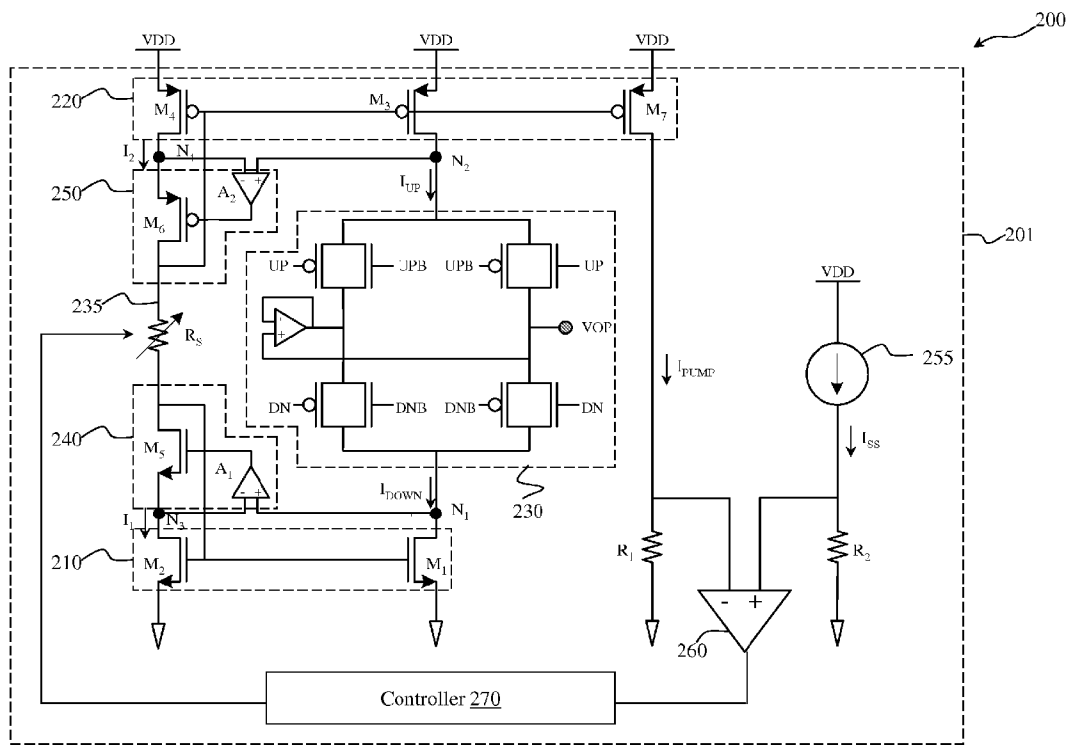 200
VDD VDD VDD
220
M4 M3 M7
I2 N4 N2
250 A2 IUP
M6
201
UP UPB UPB UP
VDD
235
RS
- +
VOP
255
IPUMP
DN DNB DNB DN
240
M5 A1
ISS
- +
IDOWN
I1 N3 N1
230
210
M2 M1
R1 R2
- +
260
Controller 270